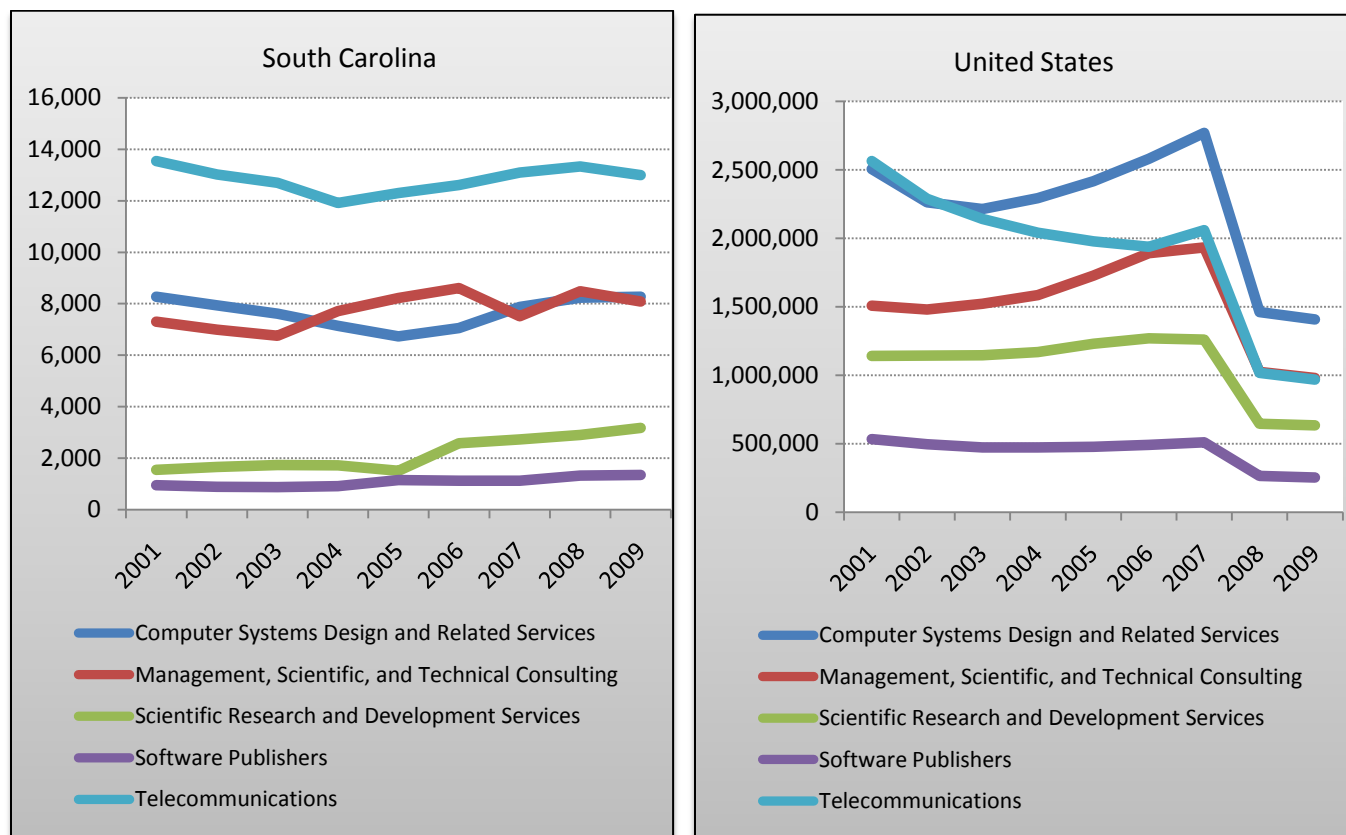 South Carolina
16,000
14,000
12,000
10,000
8,000
6,000
4,000
2,000
0
2001 2002 2003 2004 2005 2006 2007 2008 2009
Computer Systems Design and Related Services
Management, Scientific, and Technical Consulting
Scientific Research and Development Services
Software Publishers
Telecommunications
United States
3,000,000
2,500,000
2,000,000
1,500,000
1,000,000
500,000
0
2001 2002 2003 2004 2005 2006 2007 2008 2009
Computer Systems Design and Related Services
Management, Scientific, and Technical Consulting
Scientific Research and Development Services
Software Publishers
Telecommunications